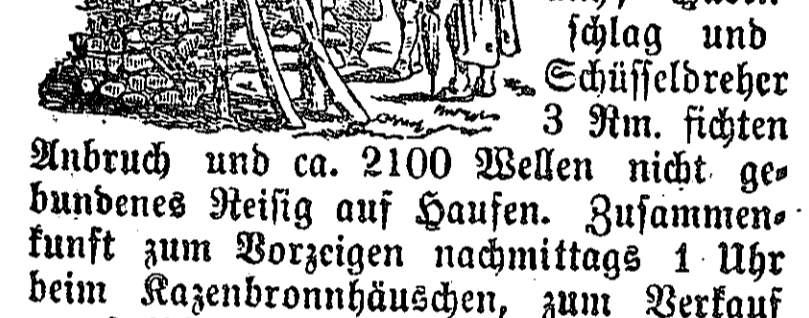 schlag und
Schüsseldreher
3 Rm. fichten
Anbruch und ca. 2100 Wellen nicht ge-
bundenes Reisig auf Haufen. Zusammen-
kunft zum Vorzeigen nachmittags 1 Uhr
beim Kazenbronnhäuschen, zum Verkauf